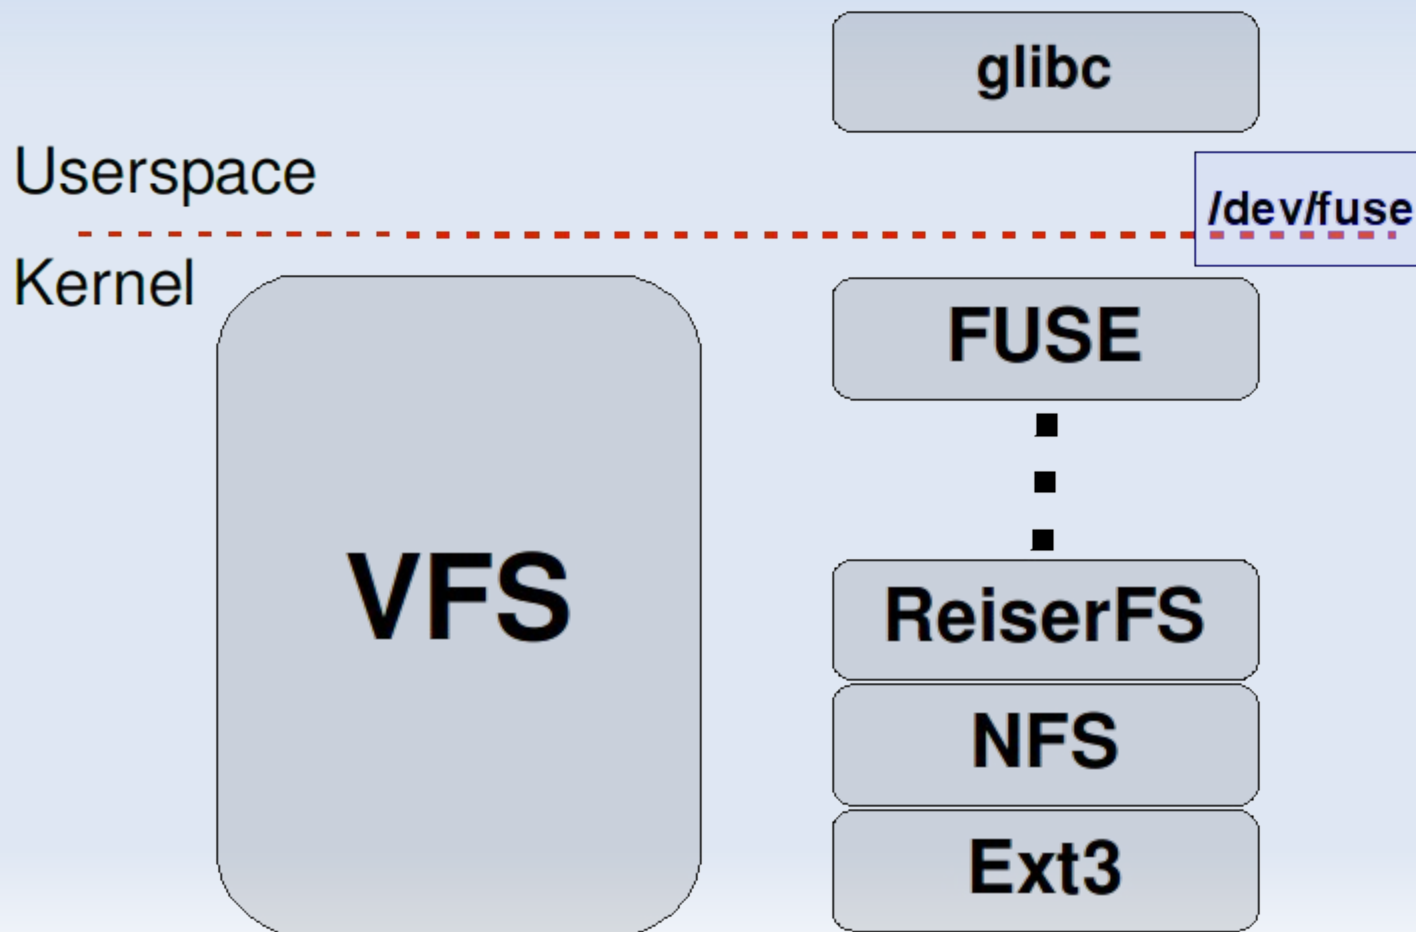 glibc
Userspace
/dev/fuse
Kernel
FUSE
VFS
ReiserFS
NFS
Ext3